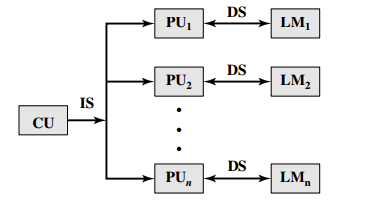 PU₁ DS LM₁
PU₂ DS LM₂
IS
CU
PUₙ DS LMₙ